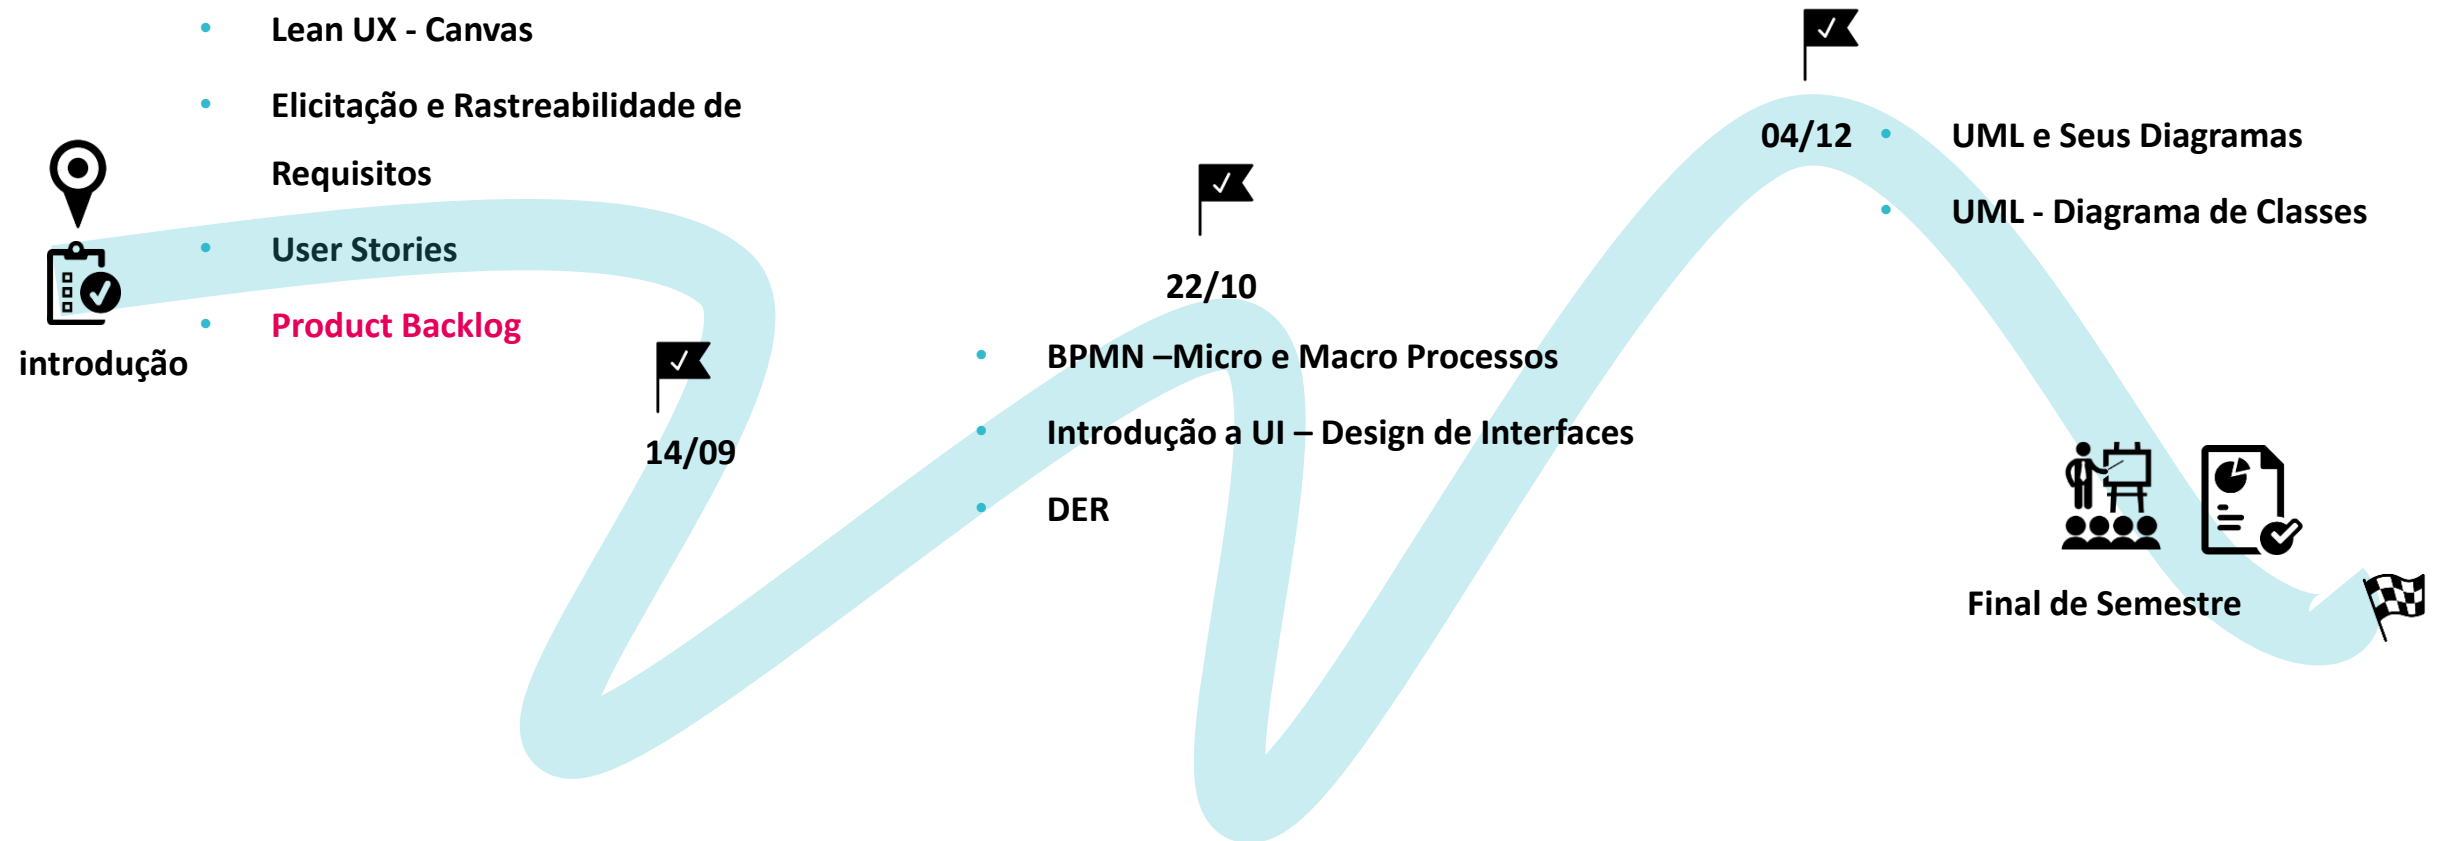 Lean UX - Canvas
Elicitação e Rastreabilidade de
Requisitos
User Stories
Product Backlog
introdução
14/09
22/10
BPMN –Micro e Macro Processos
Introdução a UI – Design de Interfaces
DER
04/12
UML e Seus Diagramas
UML - Diagrama de Classes
Final de Semestre